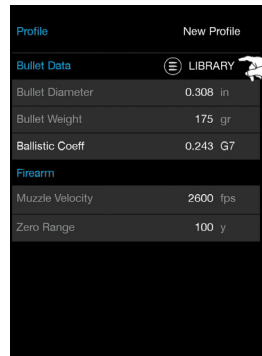 Profile New Profile
Bullet Data LIBRARY
Bullet Diameter 0.308 in
Bullet Weight 175 gr
Ballistic Coeff 0.243 G7
Firearm
Muzzle Velocity 2600 fps
Zero Range 100 y